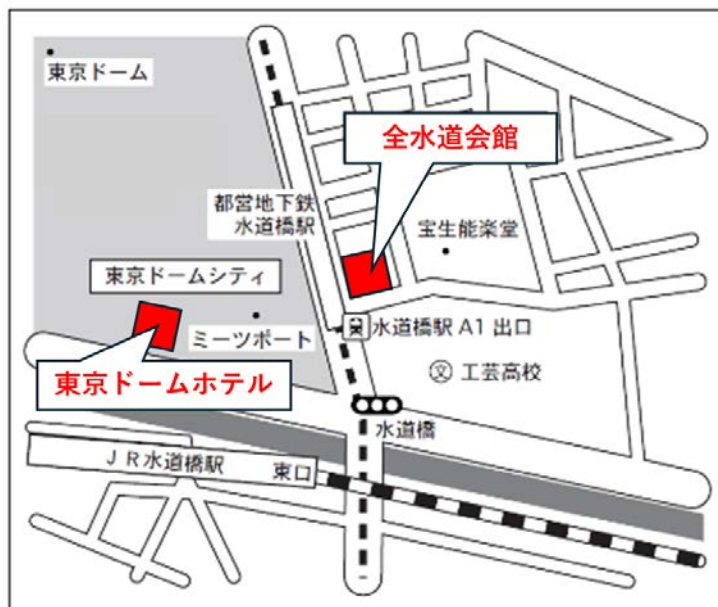 東京ドーム
全水道会館
都営地下鉄
水道橋駅
宝生能楽堂
東京ドームシティ
ミーツポート
水道橋駅 A1 出口
東京ドームホテル
文 工芸高校
水道橋
JR水道橋駅 東口